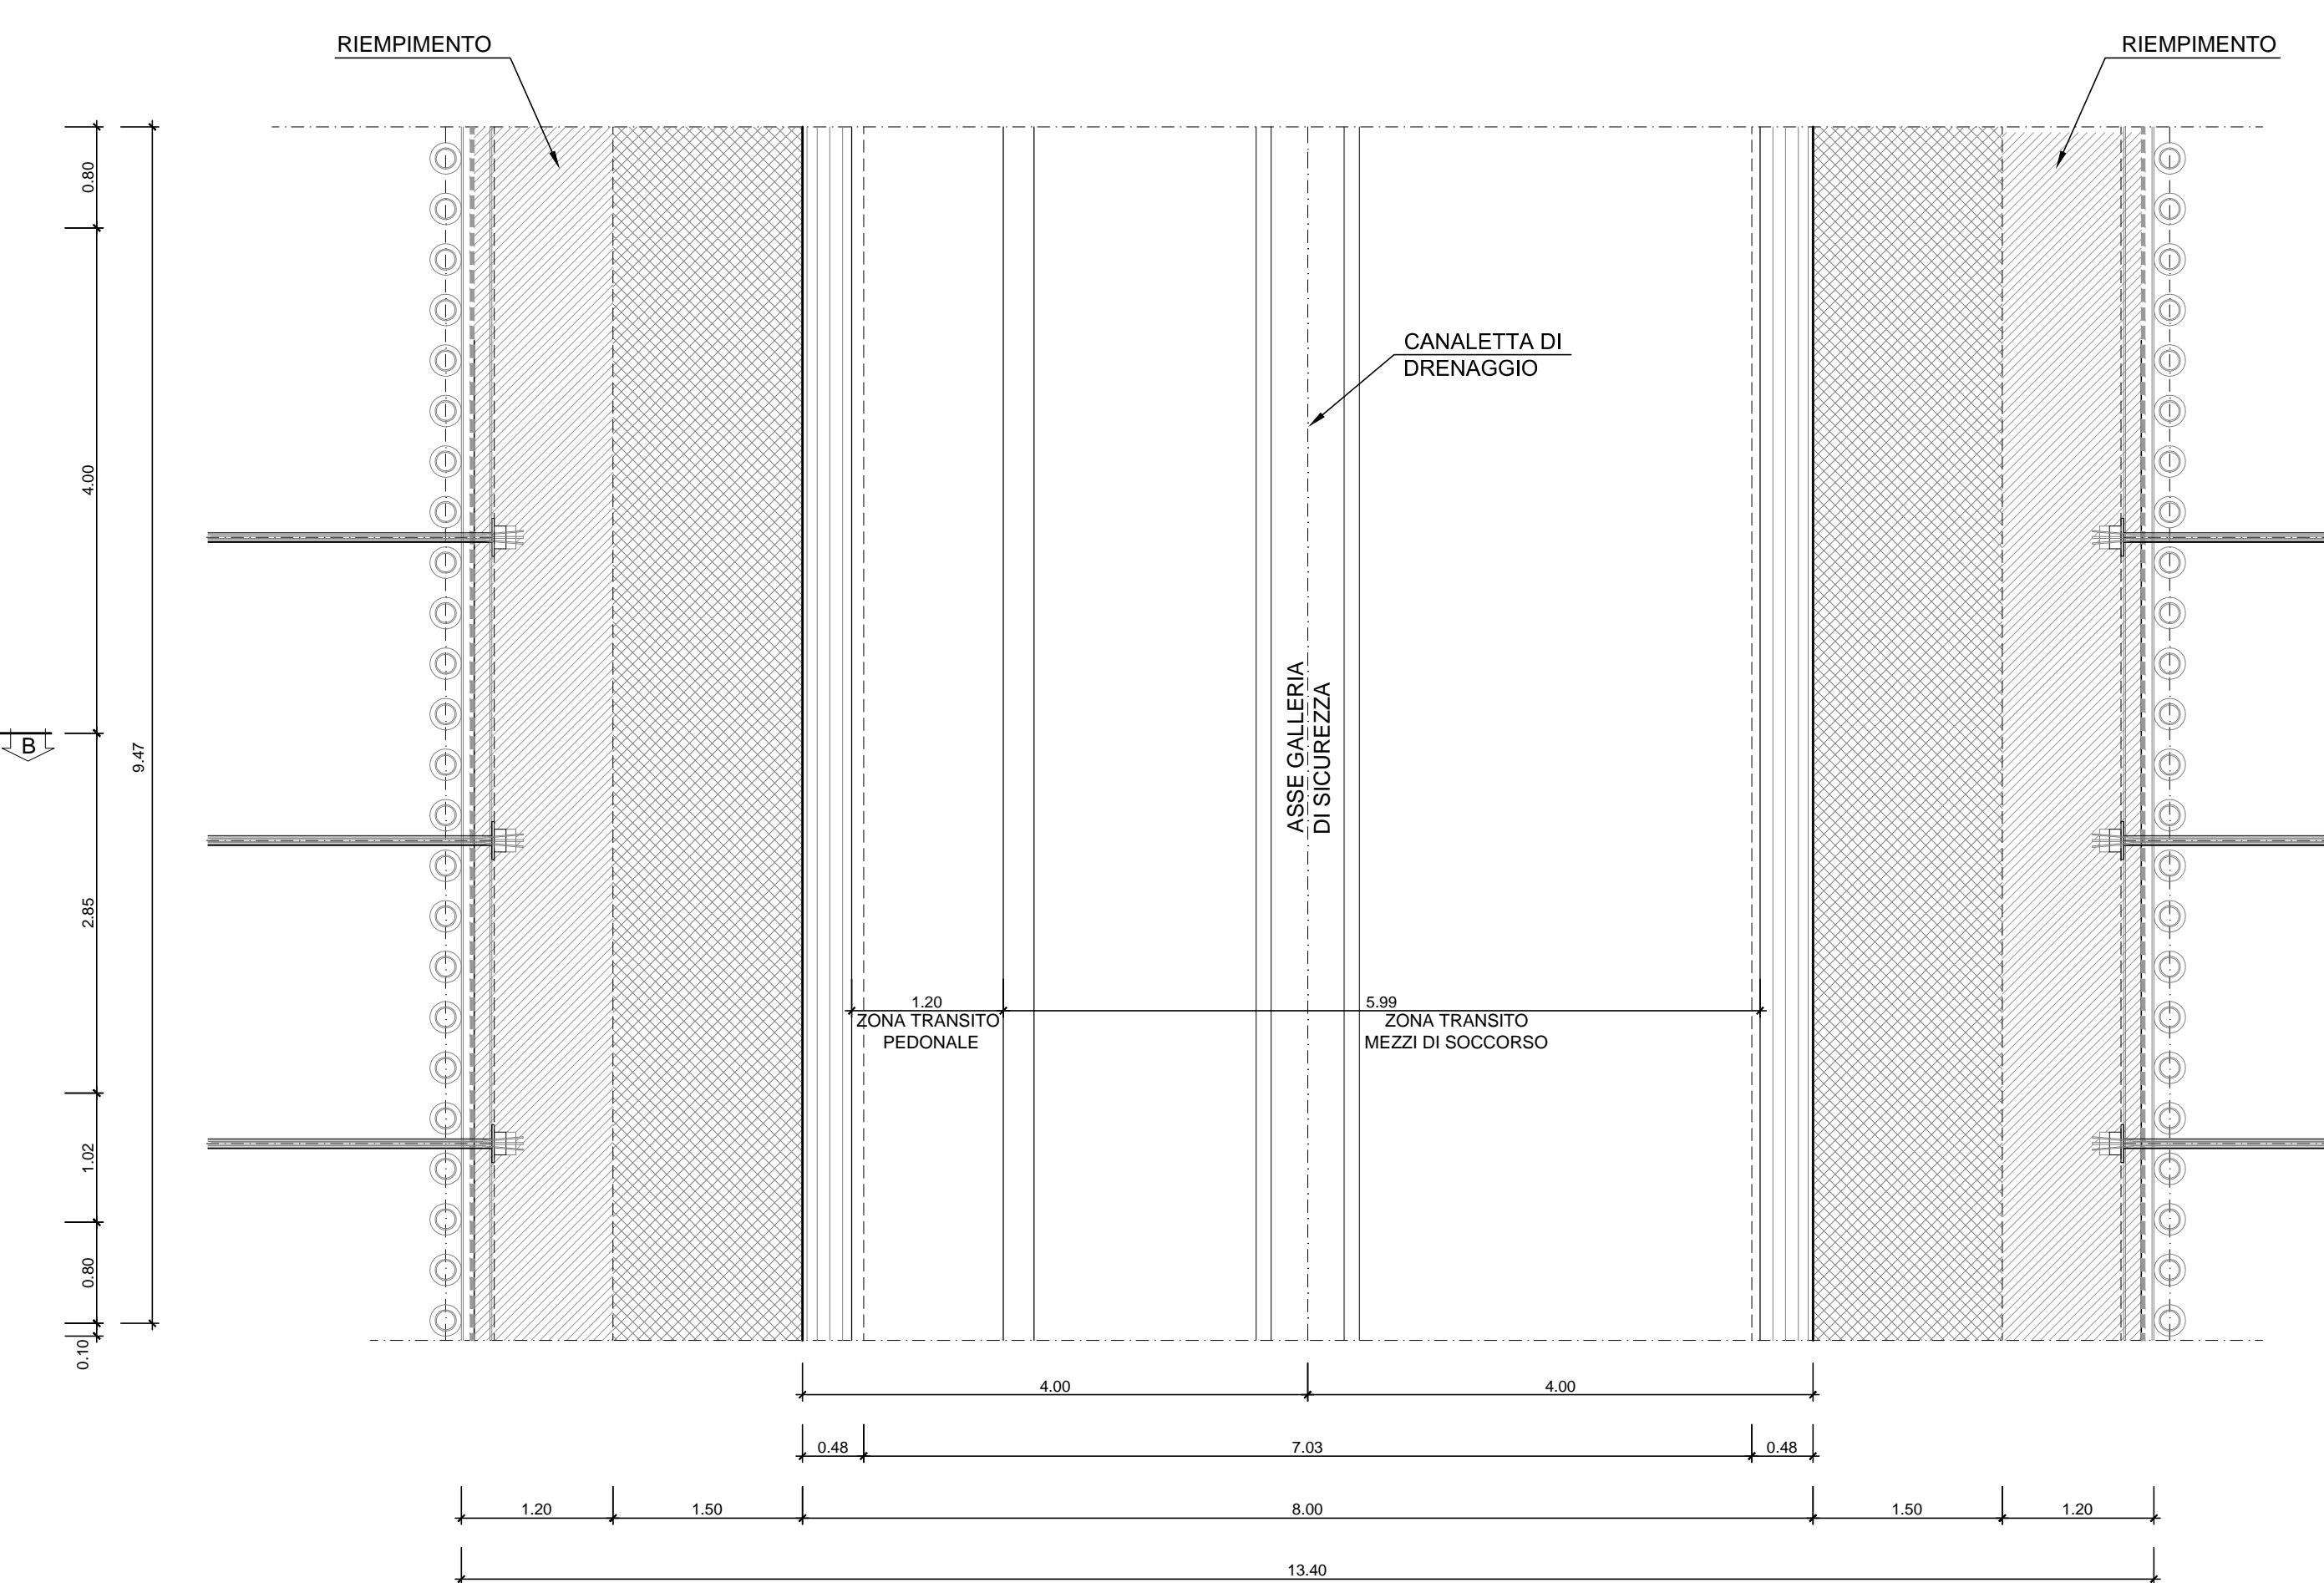 RIEMPIMENTO
RIEMPIMENTO
0.80
4.00
CANALETTA DI
DRENAGGIO
ASSE GALLERIA
DI SICUREZZA
B
9.47
2.85
1.20
5.99
ZONA TRANSITO
PEDONALE
ZONA TRANSITO
MEZZI DI SOCCORSO
1.02
0.80
0.10
4.00
4.00
0.48
7.03
0.48
1.20
1.50
8.00
1.50
1.20
13.40